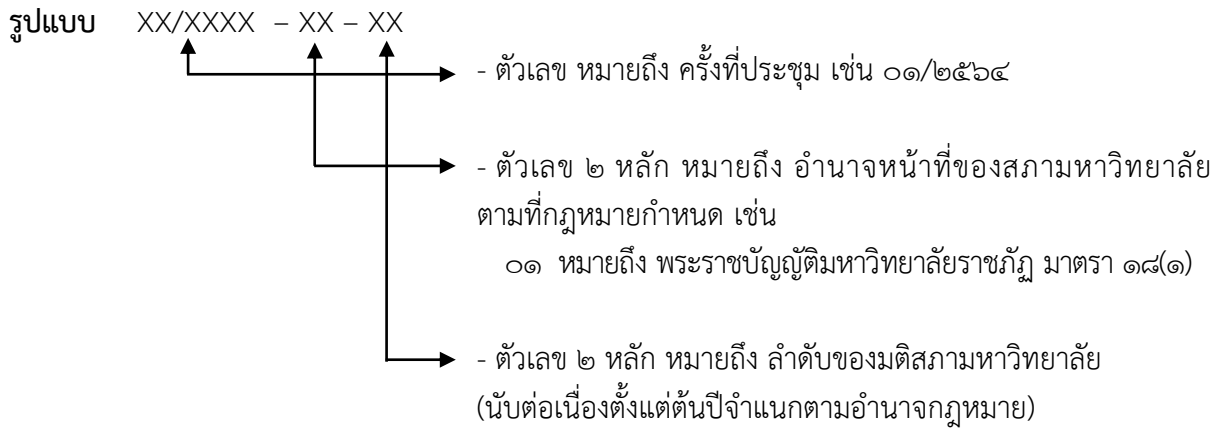 รูปแบบ XX/XXXX – XX – XX
- ตัวเลข หมายถึง ครั้งที่ประชุม เช่น ๐๑/๒๕๖๔
- ตัวเลข ๒ หลัก หมายถึง อำนาจหน้าที่ของสภามหาวิทยาลัย
ตามที่กฎหมายกำหนด เช่น
๐๑ หมายถึง พระราชบัญญัติมหาวิทยาลัยราชภัฏ มาตรา ๑๘(๑)
- ตัวเลข ๒ หลัก หมายถึง ลำดับของมติสภามหาวิทยาลัย
(นับต่อเนื่องตั้งแต่ต้นปีจำแนกตามอำนาจกฎหมาย)